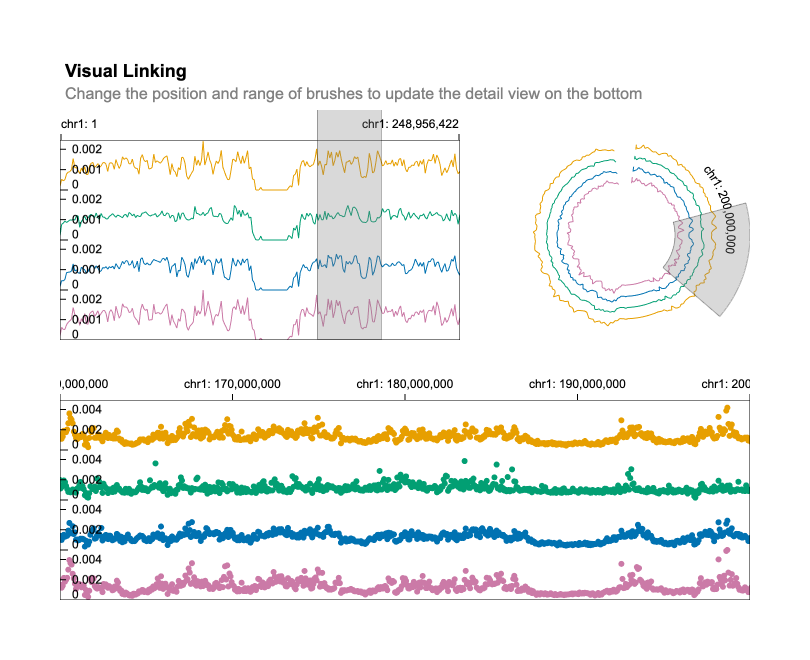 Visual Linking
Change the position and range of brushes to update the detail view on the bottom
chr1: 1
chr1: 248,956,422
0.002
0.001
0
0.002
0.001
0
0.002
0.001
0
0.002
0.001
0
chr1: 200,000,000
0,000,000
chr1: 170,000,000
chr1: 180,000,000
chr1: 190,000,000
chr1: 200
0.004
0.002
0
0.004
0.002
0
0.004
0.002
0
0.004
0.002
0